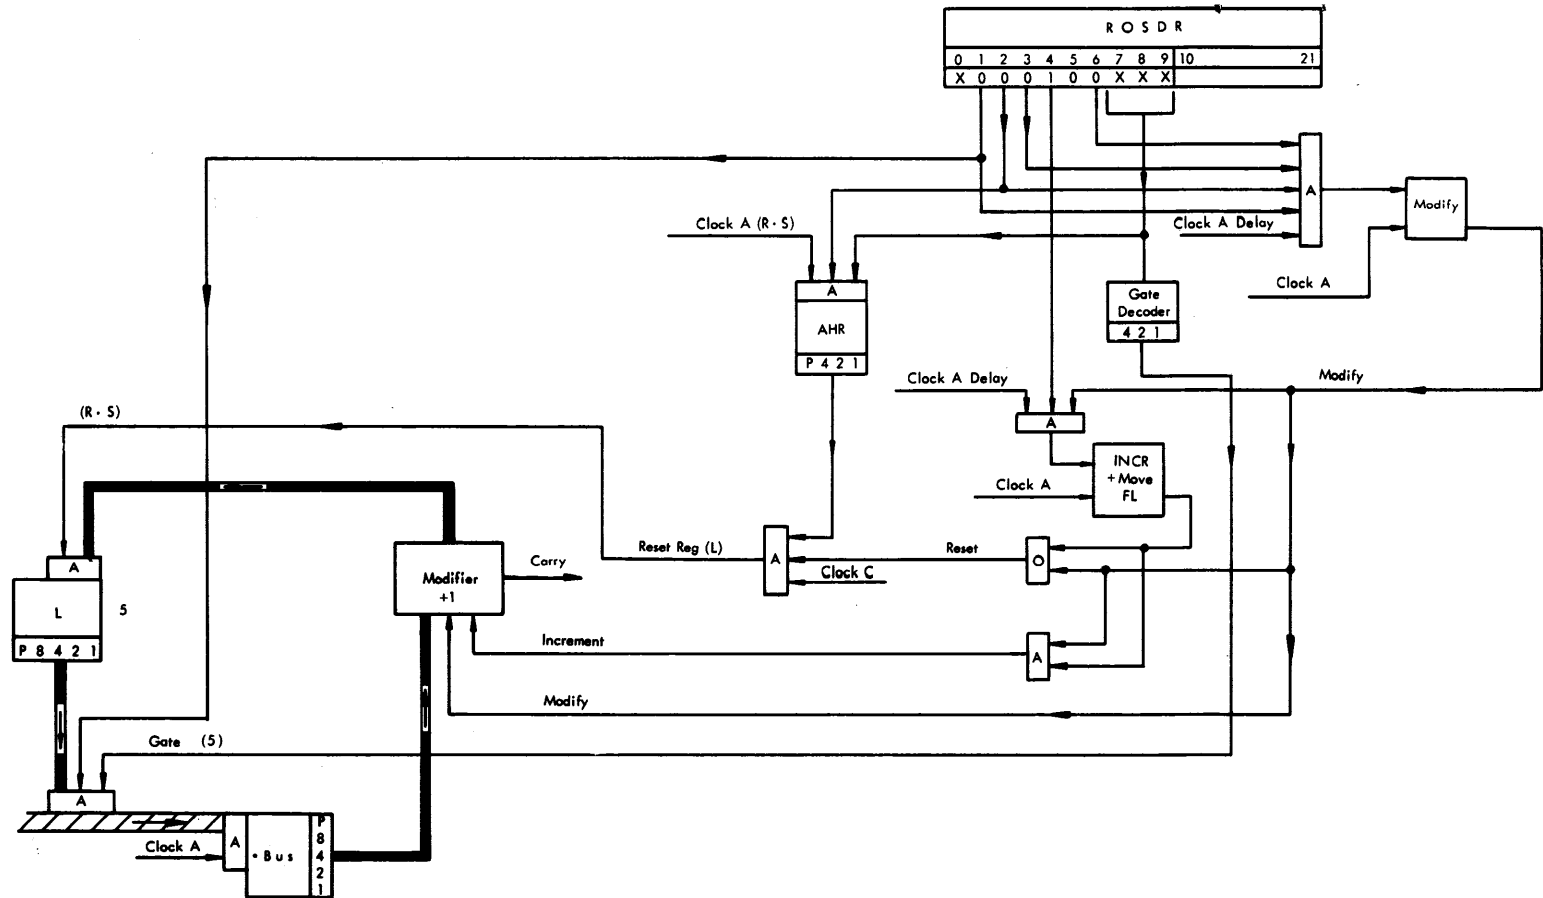 R O S D R
0 1 2 3 4 5 6 7 8 9 10 21
X 0 0 0 1 0 0 X X X
A
Modify
Clock A (R · S)
Clock A Delay
Clock A
A
AHR
P 4 2 1
Gate
Decoder
4 2 1
Clock A Delay
Modify
A
(R · S)
INCR
+ Move
FL
Clock A
A
L
5
P 8 4 2 1
Modifier
+1
Carry
Reset Reg (L)
A
Reset
O
Clock C
Increment
A
Modify
Gate (5)
A
Clock A
A
• Bus
P
8
4
2
1